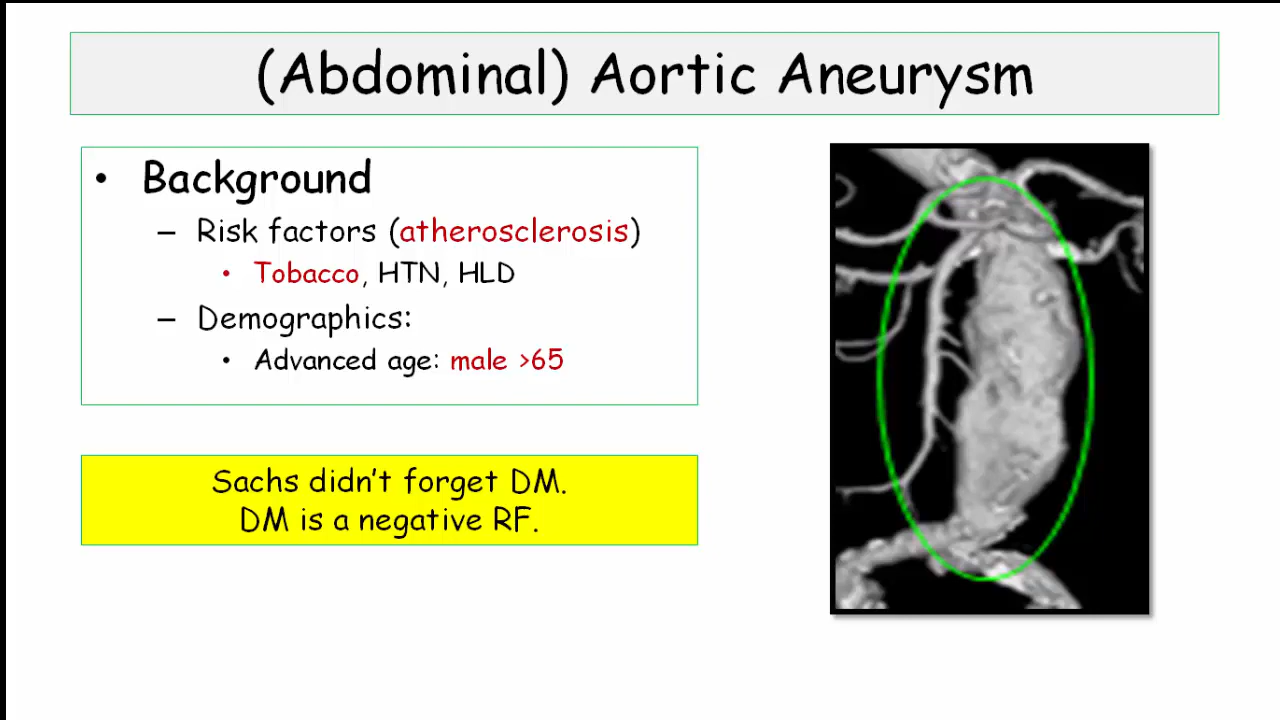 (Abdominal) Aortic Aneurysm
• Background
– Risk factors (atherosclerosis)
• Tobacco, HTN, HLD
– Demographics:
• Advanced age: male >65
Sachs didn't forget DM.
DM is a negative RF.